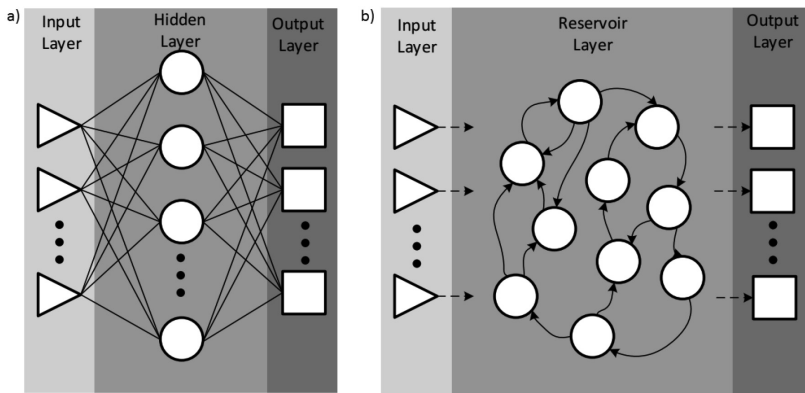 a)
Input
Layer
Hidden
Layer
Output
Layer
b)
Input
Layer
Reservoir
Layer
Output
Layer